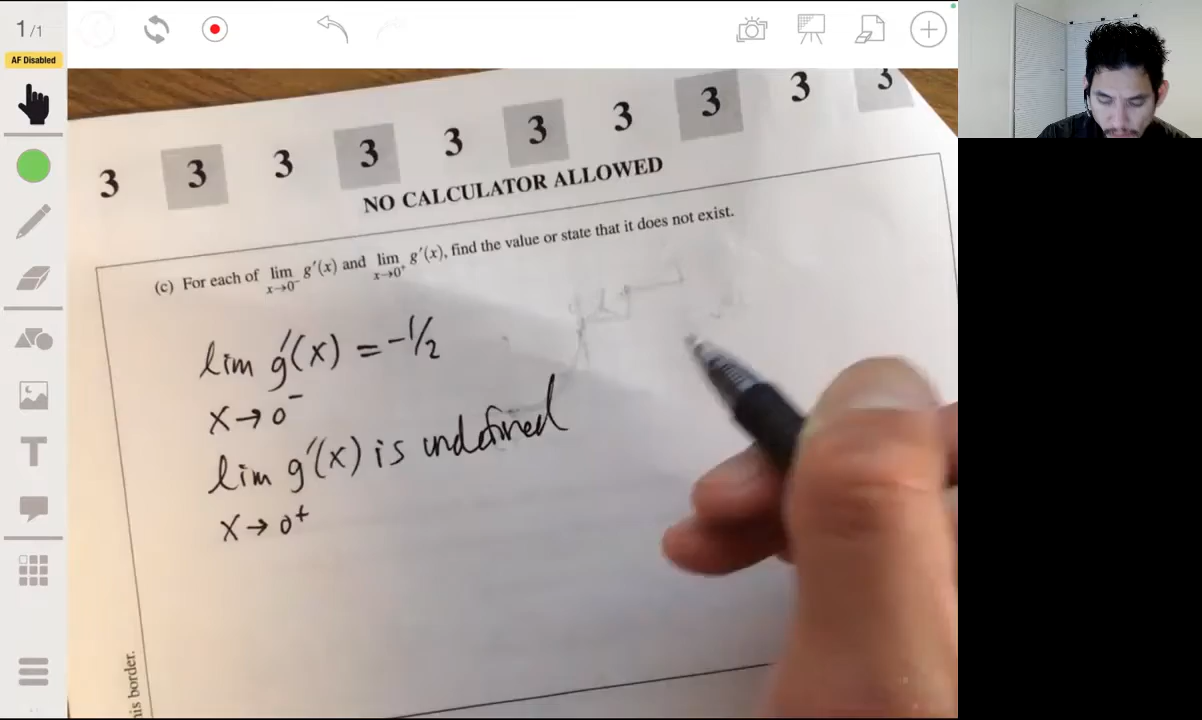 1/1
AF Disabled
3 3 3 3 3 3 3 3 3 3
NO CALCULATOR ALLOWED
(c) For each of lim x→0⁻ g′(x) and lim x→0⁺ g′(x), find the value or state that it does not exist.
lim g′(x) = -1/2
x→0⁻
lim g′(x) is undefined
x→0⁺
his border.
T